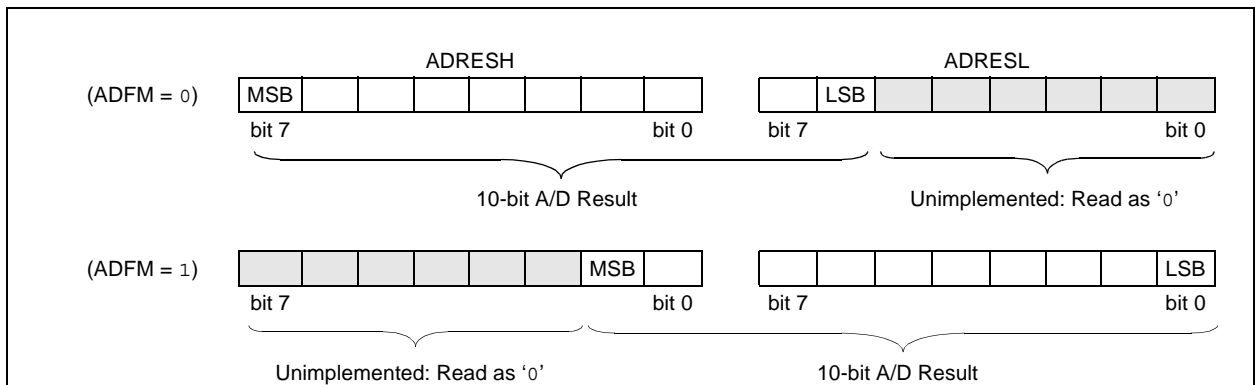 ADRESH ADRESL
(ADFM = 0) MSB LSB
bit 7 bit 0 bit 7 bit 0
10-bit A/D Result Unimplemented: Read as ‘0’
(ADFM = 1) MSB LSB
bit 7 bit 0 bit 7 bit 0
Unimplemented: Read as ‘0’ 10-bit A/D Result